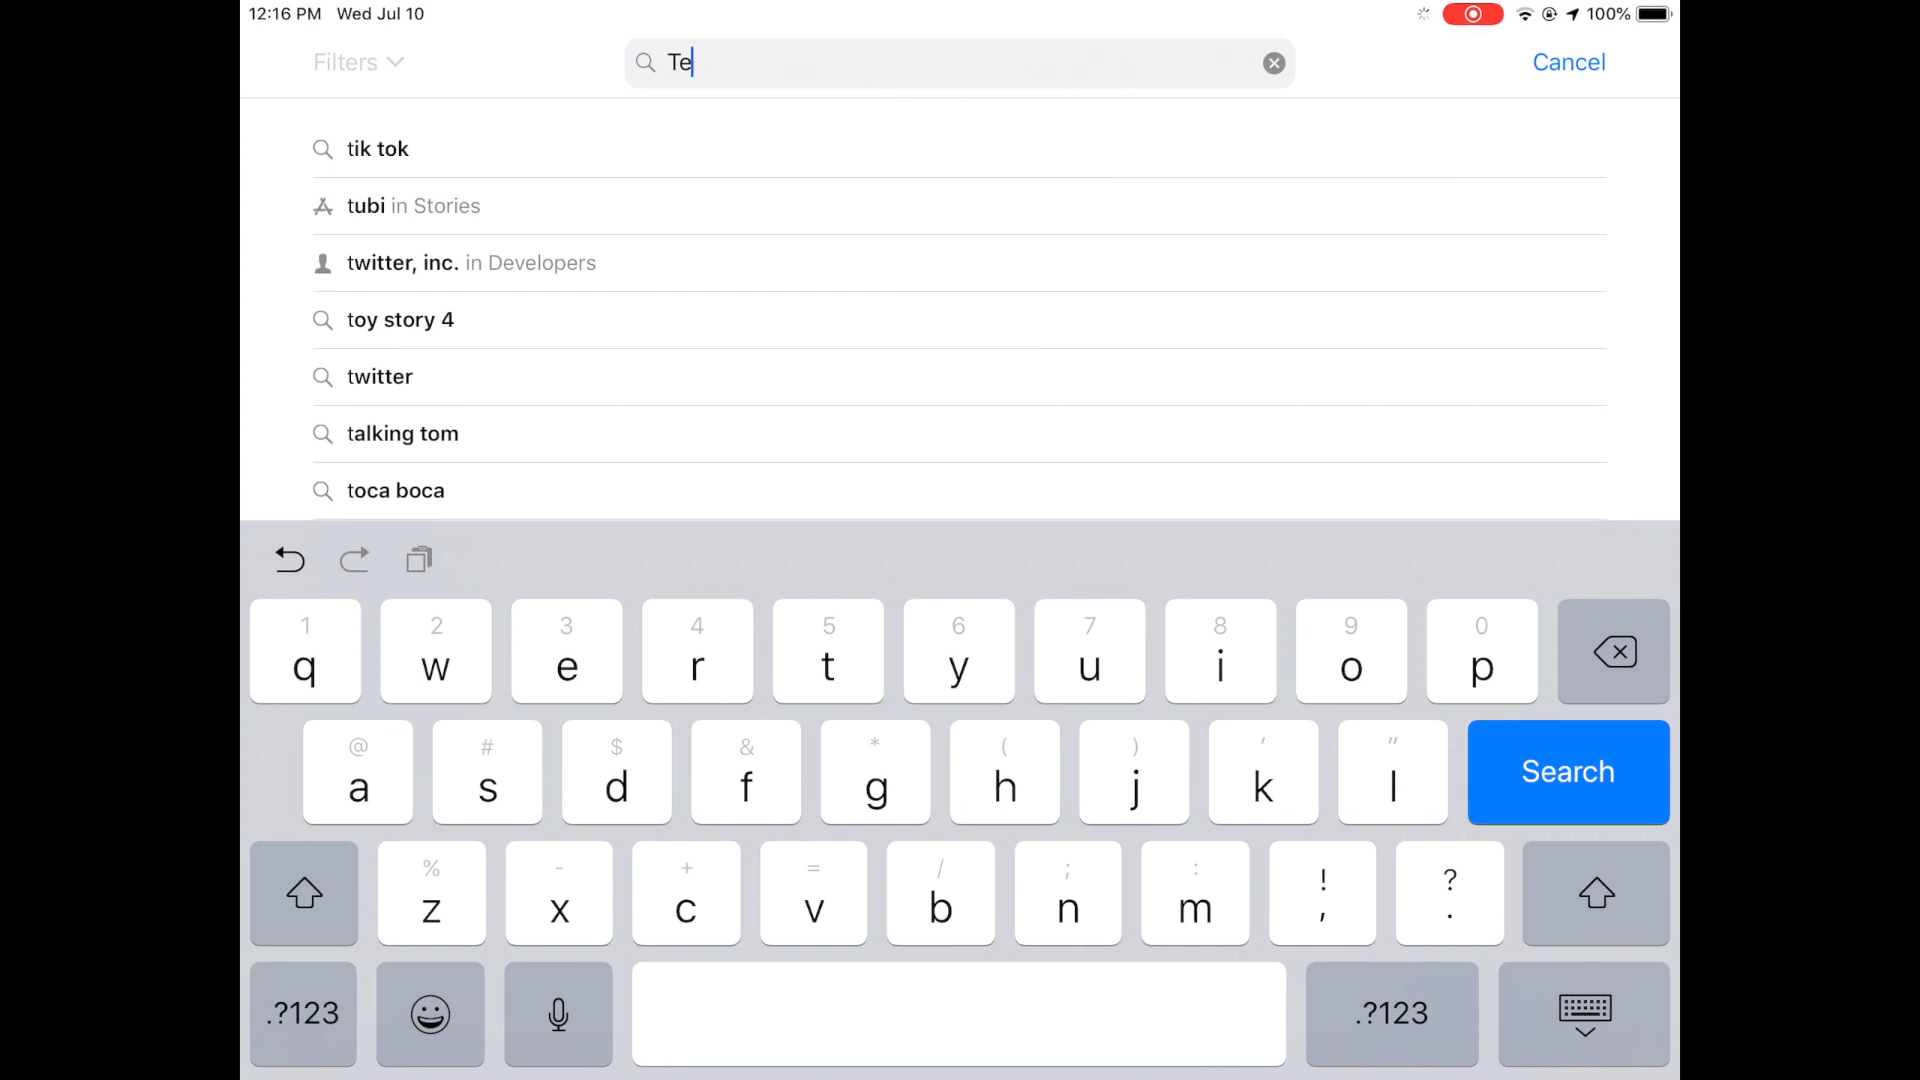 12:16 PM Wed Jul 10
100%
Filters
Te
Cancel
tik tok
tubi in Stories
twitter, inc. in Developers
toy story 4
twitter
talking tom
toca boca
1 2 3 4 5 6 7 8 9 0
q w e r t y u i o p
@ # $ & * ( ) ' "
a s d f g h j k l
Search
% - + = / ; : ! ?
z x c v b n m , .
.?123 .?123